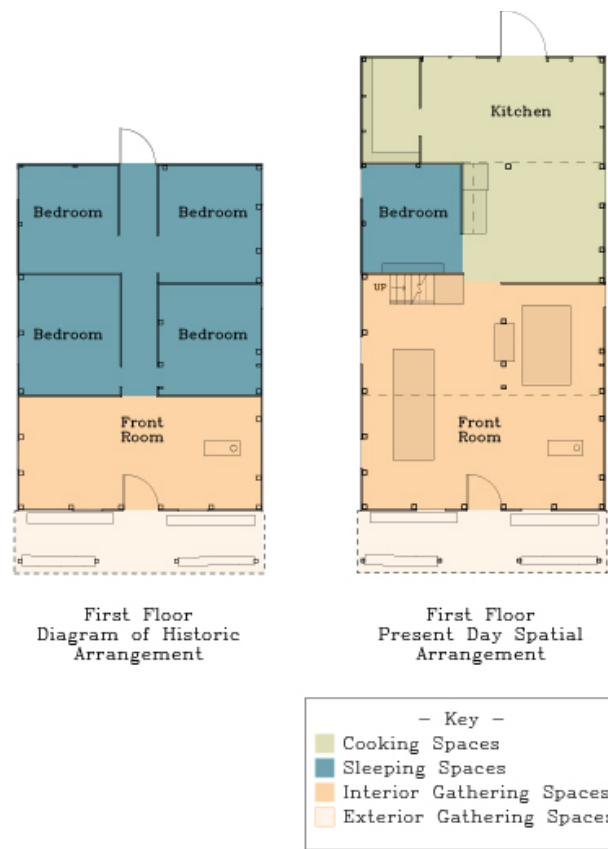 Kitchen
Bedroom Bedroom Bedroom
UP
Bedroom Bedroom
Front
Room
Front
Room
First Floor
Diagram of Historic
Arrangement
First Floor
Present Day Spatial
Arrangement
- Key -
Cooking Spaces
Sleeping Spaces
Interior Gathering Spaces
Exterior Gathering Spaces